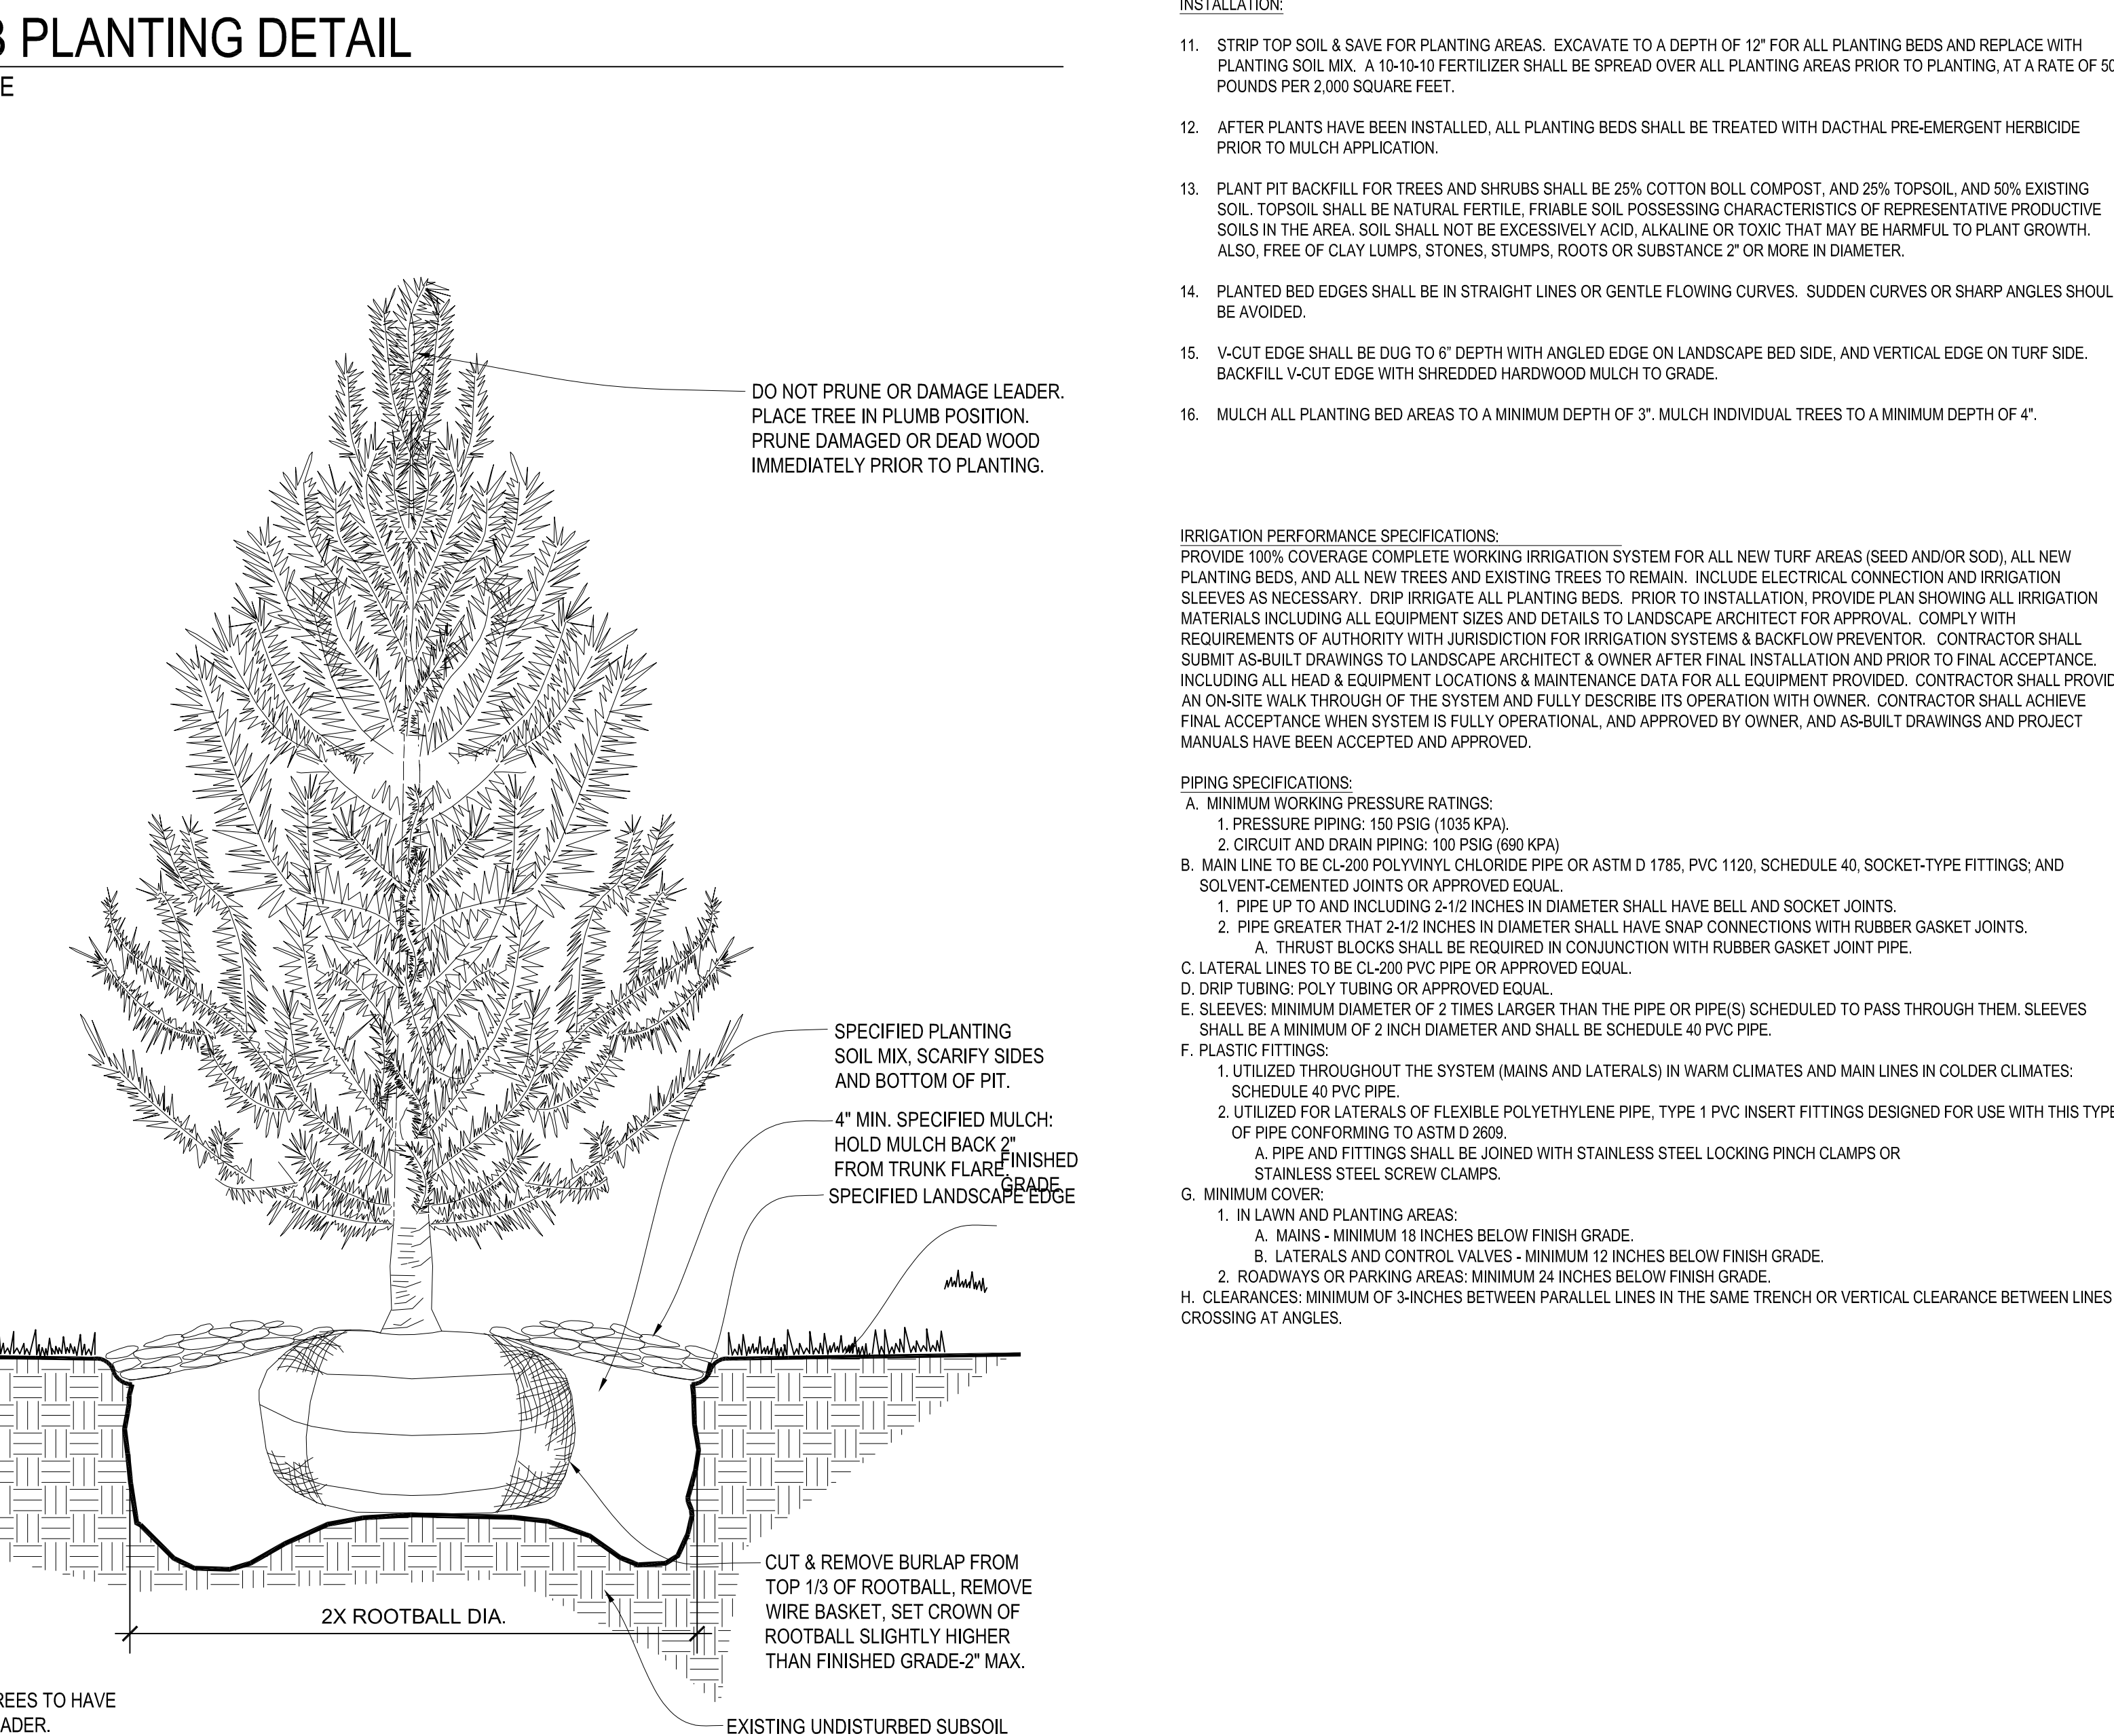 PLANTING DETAIL
E
DO NOT PRUNE OR DAMAGE LEADER.
PLACE TREE IN PLUMB POSITION.
PRUNE DAMAGED OR DEAD WOOD
IMMEDIATELY PRIOR TO PLANTING.
SPECIFIED PLANTING
SOIL MIX, SCARIFY SIDES
AND BOTTOM OF PIT.
4" MIN. SPECIFIED MULCH:
HOLD MULCH BACK 2"
FROM TRUNK FLARE.
FINISHED
GRADE
SPECIFIED LANDSCAPE EDGE
CUT & REMOVE BURLAP FROM
TOP 1/3 OF ROOTBALL, REMOVE
WIRE BASKET, SET CROWN OF
ROOTBALL SLIGHTLY HIGHER
THAN FINISHED GRADE-2" MAX.
2X ROOTBALL DIA.
REES TO HAVE
ADER.
EXISTING UNDISTURBED SUBSOIL
INSTALLATION:
11. STRIP TOP SOIL & SAVE FOR PLANTING AREAS. EXCAVATE TO A DEPTH OF 12" FOR ALL PLANTING BEDS AND REPLACE WITH
PLANTING SOIL MIX. A 10-10-10 FERTILIZER SHALL BE SPREAD OVER ALL PLANTING AREAS PRIOR TO PLANTING, AT A RATE OF 50
POUNDS PER 2,000 SQUARE FEET.
12. AFTER PLANTS HAVE BEEN INSTALLED, ALL PLANTING BEDS SHALL BE TREATED WITH DACTHAL PRE-EMERGENT HERBICIDE
PRIOR TO MULCH APPLICATION.
13. PLANT PIT BACKFILL FOR TREES AND SHRUBS SHALL BE 25% COTTON BOLL COMPOST, AND 25% TOPSOIL, AND 50% EXISTING
SOIL. TOPSOIL SHALL BE NATURAL FERTILE, FRIABLE SOIL POSSESSING CHARACTERISTICS OF REPRESENTATIVE PRODUCTIVE
SOILS IN THE AREA. SOIL SHALL NOT BE EXCESSIVELY ACID, ALKALINE OR TOXIC THAT MAY BE HARMFUL TO PLANT GROWTH.
ALSO, FREE OF CLAY LUMPS, STONES, STUMPS, ROOTS OR SUBSTANCE 2" OR MORE IN DIAMETER.
14. PLANTED BED EDGES SHALL BE IN STRAIGHT LINES OR GENTLE FLOWING CURVES. SUDDEN CURVES OR SHARP ANGLES SHOUL
BE AVOIDED.
15. V-CUT EDGE SHALL BE DUG TO 6" DEPTH WITH ANGLED EDGE ON LANDSCAPE BED SIDE, AND VERTICAL EDGE ON TURF SIDE.
BACKFILL V-CUT EDGE WITH SHREDDED HARDWOOD MULCH TO GRADE.
16. MULCH ALL PLANTING BED AREAS TO A MINIMUM DEPTH OF 3". MULCH INDIVIDUAL TREES TO A MINIMUM DEPTH OF 4".
IRRIGATION PERFORMANCE SPECIFICATIONS:
PROVIDE 100% COVERAGE COMPLETE WORKING IRRIGATION SYSTEM FOR ALL NEW TURF AREAS (SEED AND/OR SOD), ALL NEW
PLANTING BEDS, AND ALL NEW TREES AND EXISTING TREES TO REMAIN. INCLUDE ELECTRICAL CONNECTION AND IRRIGATION
SLEEVES AS NECESSARY. DRIP IRRIGATE ALL PLANTING BEDS. PRIOR TO INSTALLATION, PROVIDE PLAN SHOWING ALL IRRIGATION
MATERIALS INCLUDING ALL EQUIPMENT SIZES AND DETAILS TO LANDSCAPE ARCHITECT FOR APPROVAL. COMPLY WITH
REQUIREMENTS OF AUTHORITY WITH JURISDICTION FOR IRRIGATION SYSTEMS & BACKFLOW PREVENTOR. CONTRACTOR SHALL
SUBMIT AS-BUILT DRAWINGS TO LANDSCAPE ARCHITECT & OWNER AFTER FINAL INSTALLATION AND PRIOR TO FINAL ACCEPTANCE.
INCLUDING ALL HEAD & EQUIPMENT LOCATIONS & MAINTENANCE DATA FOR ALL EQUIPMENT PROVIDED. CONTRACTOR SHALL PROVID
AN ON-SITE WALK THROUGH OF THE SYSTEM AND FULLY DESCRIBE ITS OPERATION WITH OWNER. CONTRACTOR SHALL ACHIEVE
FINAL ACCEPTANCE WHEN SYSTEM IS FULLY OPERATIONAL, AND APPROVED BY OWNER, AND AS-BUILT DRAWINGS AND PROJECT
MANUALS HAVE BEEN ACCEPTED AND APPROVED.
PIPING SPECIFICATIONS:
A. MINIMUM WORKING PRESSURE RATINGS:
1. PRESSURE PIPING: 150 PSIG (1035 KPA).
2. CIRCUIT AND DRAIN PIPING: 100 PSIG (690 KPA)
B. MAIN LINE TO BE CL-200 POLYVINYL CHLORIDE PIPE OR ASTM D 1785, PVC 1120, SCHEDULE 40, SOCKET-TYPE FITTINGS; AND
SOLVENT-CEMENTED JOINTS OR APPROVED EQUAL.
1. PIPE UP TO AND INCLUDING 2-1/2 INCHES IN DIAMETER SHALL HAVE BELL AND SOCKET JOINTS.
2. PIPE GREATER THAT 2-1/2 INCHES IN DIAMETER SHALL HAVE SNAP CONNECTIONS WITH RUBBER GASKET JOINTS.
A. THRUST BLOCKS SHALL BE REQUIRED IN CONJUNCTION WITH RUBBER GASKET JOINT PIPE.
C. LATERAL LINES TO BE CL-200 PVC PIPE OR APPROVED EQUAL.
D. DRIP TUBING: POLY TUBING OR APPROVED EQUAL.
E. SLEEVES: MINIMUM DIAMETER OF 2 TIMES LARGER THAN THE PIPE OR PIPE(S) SCHEDULED TO PASS THROUGH THEM. SLEEVES
SHALL BE A MINIMUM OF 2 INCH DIAMETER AND SHALL BE SCHEDULE 40 PVC PIPE.
F. PLASTIC FITTINGS:
1. UTILIZED THROUGHOUT THE SYSTEM (MAINS AND LATERALS) IN WARM CLIMATES AND MAIN LINES IN COLDER CLIMATES:
SCHEDULE 40 PVC PIPE.
2. UTILIZED FOR LATERALS OF FLEXIBLE POLYETHYLENE PIPE, TYPE 1 PVC INSERT FITTINGS DESIGNED FOR USE WITH THIS TYPE
OF PIPE CONFORMING TO ASTM D 2609.
A. PIPE AND FITTINGS SHALL BE JOINED WITH STAINLESS STEEL LOCKING PINCH CLAMPS OR
STAINLESS STEEL SCREW CLAMPS.
G. MINIMUM COVER:
1. IN LAWN AND PLANTING AREAS:
A. MAINS - MINIMUM 18 INCHES BELOW FINISH GRADE.
B. LATERALS AND CONTROL VALVES - MINIMUM 12 INCHES BELOW FINISH GRADE.
2. ROADWAYS OR PARKING AREAS: MINIMUM 24 INCHES BELOW FINISH GRADE.
H. CLEARANCES: MINIMUM OF 3-INCHES BETWEEN PARALLEL LINES IN THE SAME TRENCH OR VERTICAL CLEARANCE BETWEEN LINES
CROSSING AT ANGLES.